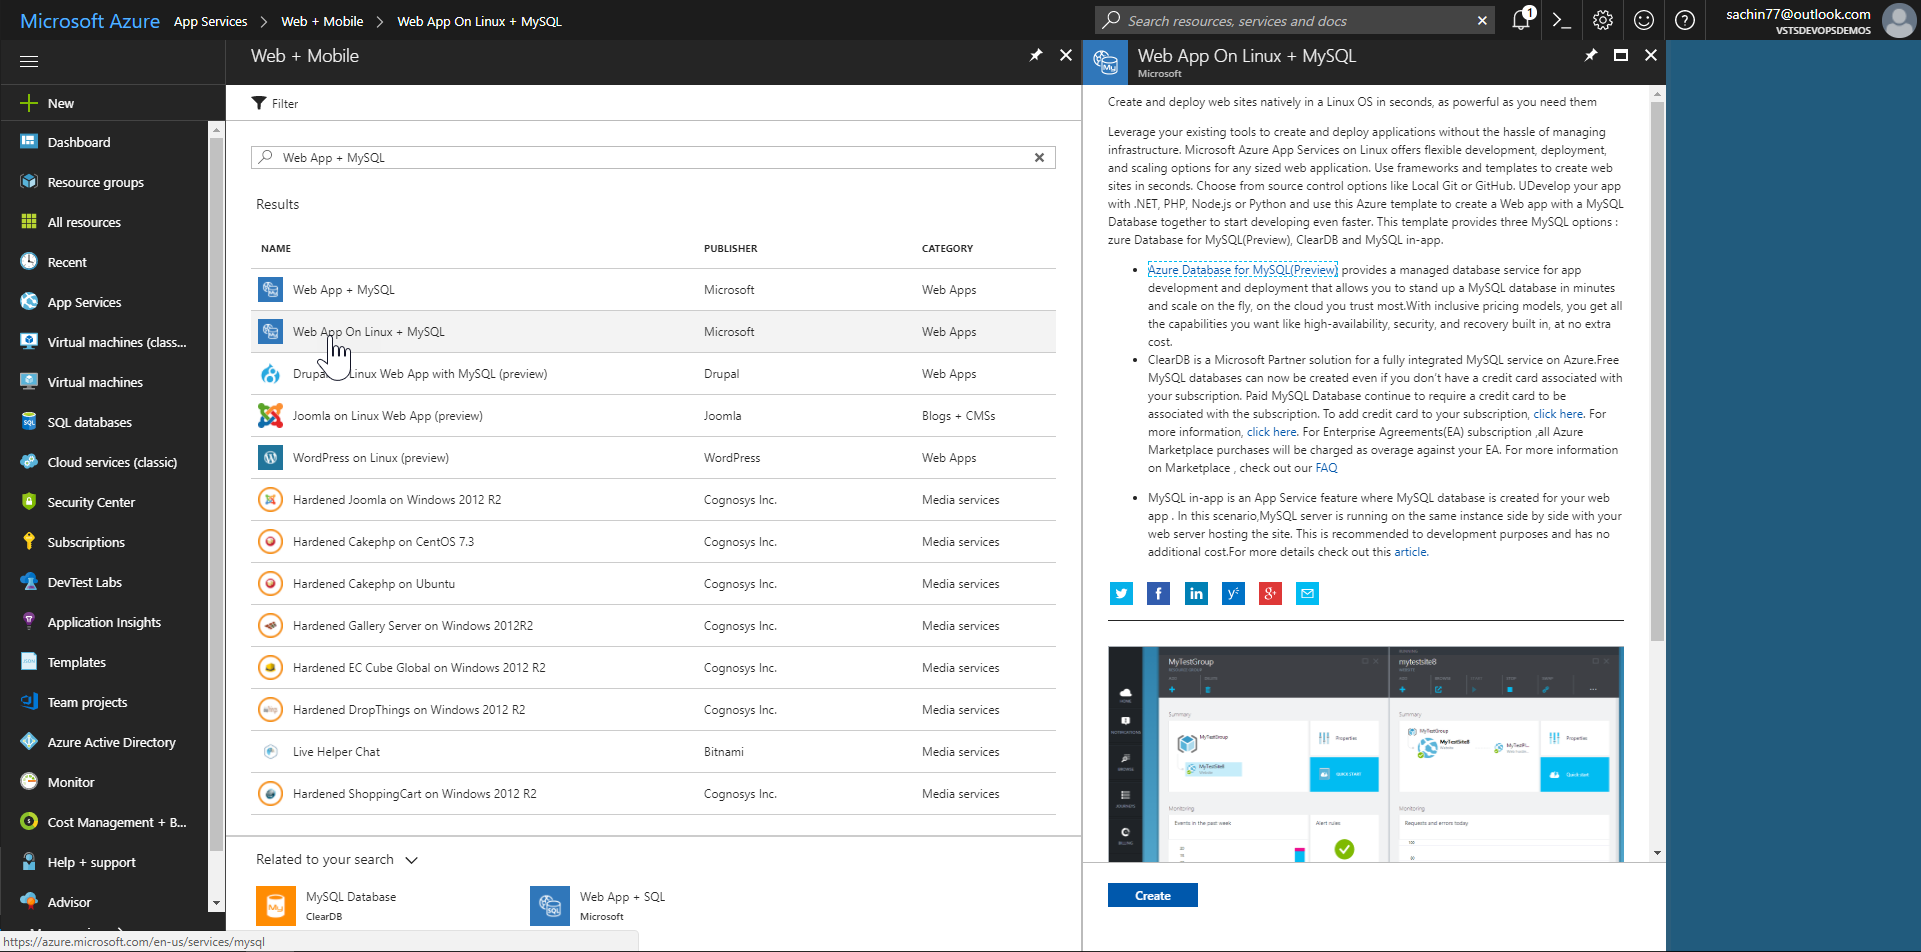 Microsoft Azure App Services > Web + Mobile > Web App On Linux + MySQL
Search resources, services and docs
1
sachin77@outlook.com
VSTSDEVOPSDEMOS
New
Dashboard
Resource groups
All resources
Recent
App Services
Virtual machines (class...
Virtual machines
SQL databases
Cloud services (classic)
Security Center
Subscriptions
DevTest Labs
Application Insights
Templates
Team projects
Azure Active Directory
Monitor
Cost Management + B...
Help + support
Advisor
https://azure.microsoft.com/en-us/services/mysql
Web + Mobile
Filter
Web App + MySQL
Results
NAME PUBLISHER CATEGORY
Web App + MySQL Microsoft Web Apps
Web App On Linux + MySQL Microsoft Web Apps
Drupal Linux Web App with MySQL (preview) Drupal Web Apps
Joomla on Linux Web App (preview) Joomla Blogs + CMSs
WordPress on Linux (preview) WordPress Web Apps
Hardened Joomla on Windows 2012 R2 Cognosys Inc. Media services
Hardened Cakephp on CentOS 7.3 Cognosys Inc. Media services
Hardened Cakephp on Ubuntu Cognosys Inc. Media services
Hardened Gallery Server on Windows 2012R2 Cognosys Inc. Media services
Hardened EC Cube Global on Windows 2012 R2 Cognosys Inc. Media services
Hardened DropThings on Windows 2012 R2 Cognosys Inc. Media services
Live Helper Chat Bitnami Media services
Hardened ShoppingCart on Windows 2012 R2 Cognosys Inc. Media services
Related to your search
MySQL Database
ClearDB
Web App + SQL
Microsoft
Web App On Linux + MySQL
Microsoft
Create and deploy web sites natively in a Linux OS in seconds, as powerful as you need them
Leverage your existing tools to create and deploy applications without the hassle of managing
infrastructure. Microsoft Azure App Services on Linux offers flexible development, deployment,
and scaling options for any sized web application. Use frameworks and templates to create web
sites in seconds. Choose from source control options like Local Git or GitHub. UDevelop your app
with .NET, PHP, Node.js or Python and use this Azure template to create a Web app with a MySQL
Database together to start developing even faster. This template provides three MySQL options :
zure Database for MySQL(Preview), ClearDB and MySQL in-app.
• Azure Database for MySQL(Preview) provides a managed database service for app
development and deployment that allows you to stand up a MySQL database in minutes
and scale on the fly, on the cloud you trust most.With inclusive pricing models, you get all
the capabilities you want like high-availability, security, and recovery built in, at no extra
cost.
• ClearDB is a Microsoft Partner solution for a fully integrated MySQL service on Azure.Free
MySQL databases can now be created even if you don't have a credit card associated with
your subscription. Paid MySQL Database continue to require a credit card to be
associated with the subscription. To add credit card to your subscription, click here. For
more information, click here. For Enterprise Agreements(EA) subscription ,all Azure
Marketplace purchases will be charged as overage against your EA. For more information
on Marketplace , check out our FAQ
• MySQL in-app is an App Service feature where MySQL database is created for your web
app . In this scenario,MySQL server is running on the same instance side by side with your
web server hosting the site. This is recommended to development purposes and has no
additional cost.For more details check out this article.
MyTestGroup
mytestsite8
Summary
Summary
MyTestGroup
MyTestSite8
Properties
QUICK START
MyTestGroup
MyTestSite8
Properties
Quick start
Monitoring
Monitoring
Events in the past week
Alert rules
Requests and errors today
Create